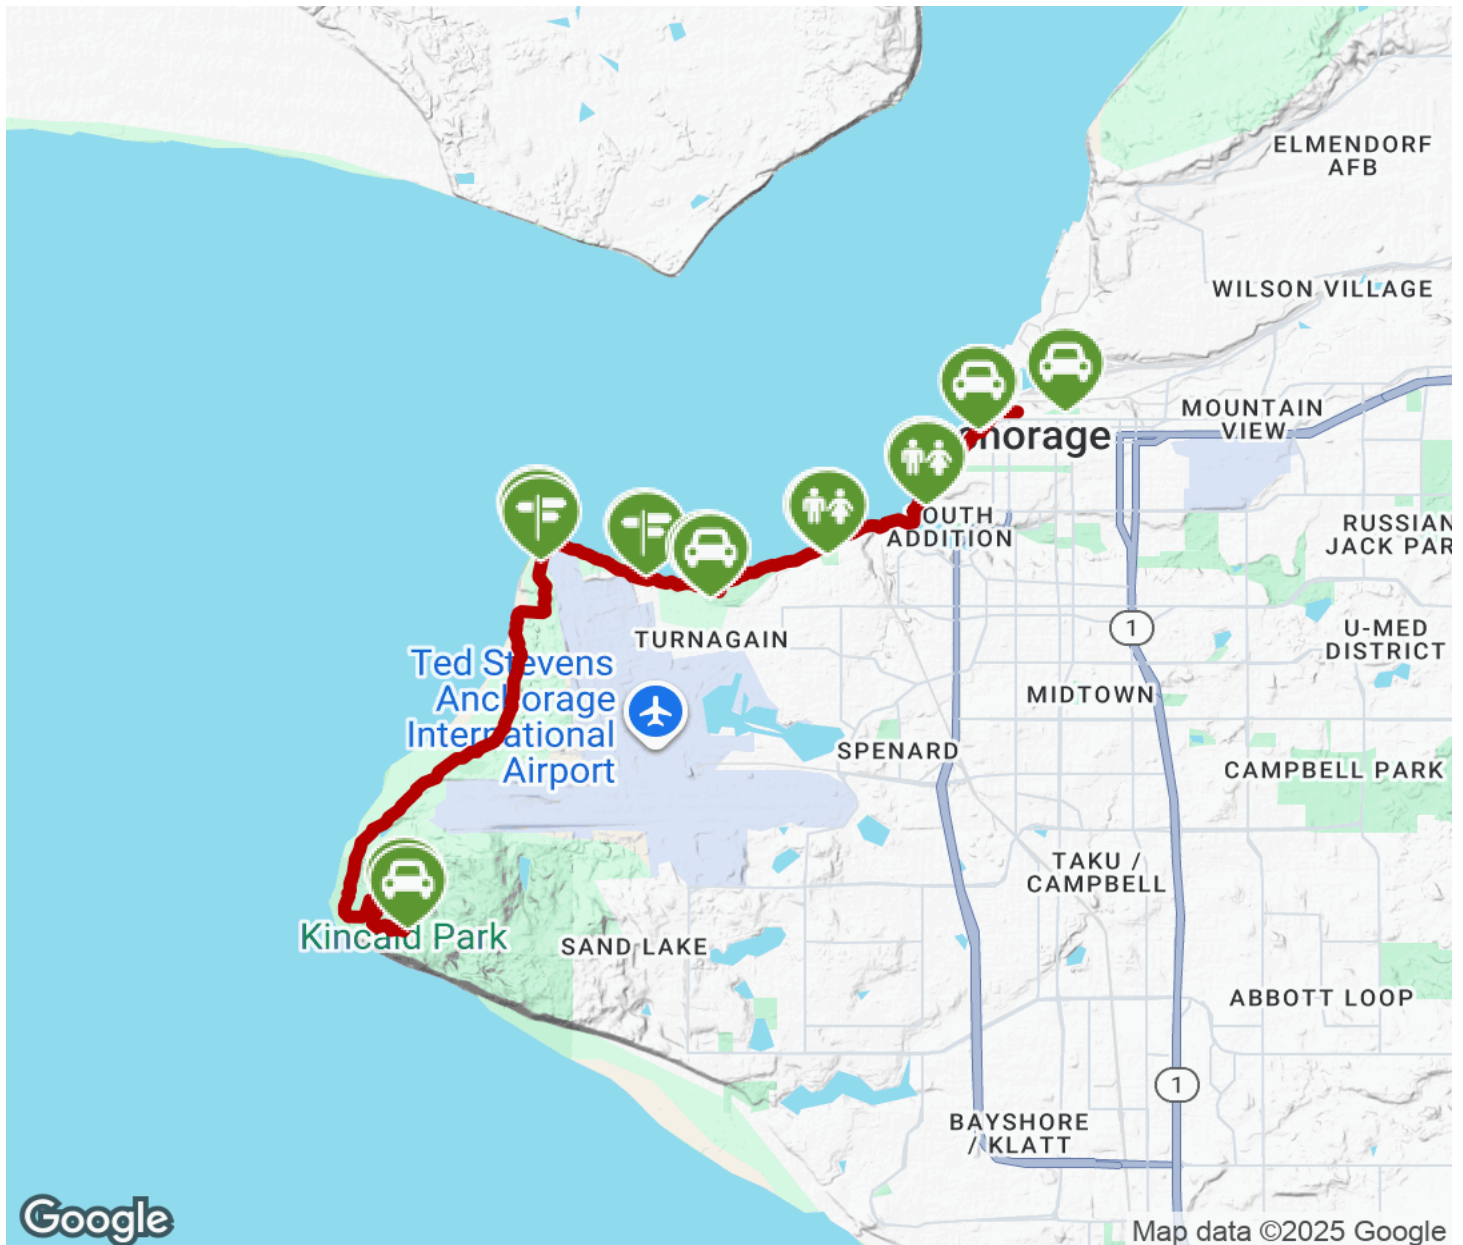 ELMENDORF
AFB
WILSON VILLAGE
MOUNTAIN
VIEW
norage
OUTH
ADDITION
RUSSIAN
JACK PAR
TURNAGAIN
U-MED
DISTRICT
1
Ted Stevens
Anchorage
International
Airport
MIDTOWN
SPENARD
CAMPBELL PARK
TAKU /
CAMPBELL
Kincaid Park
SAND LAKE
ABBOTT LOOP
1
BAYSHORE
/ KLATT
Google
Map data ©2025 Google